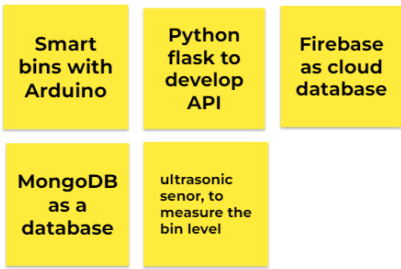 Smart
bins with
Arduino
Python
flask to
develop
API
Firebase
as cloud
database
MongoDB
as a
database
ultrasonic
senor, to
measure the
bin level